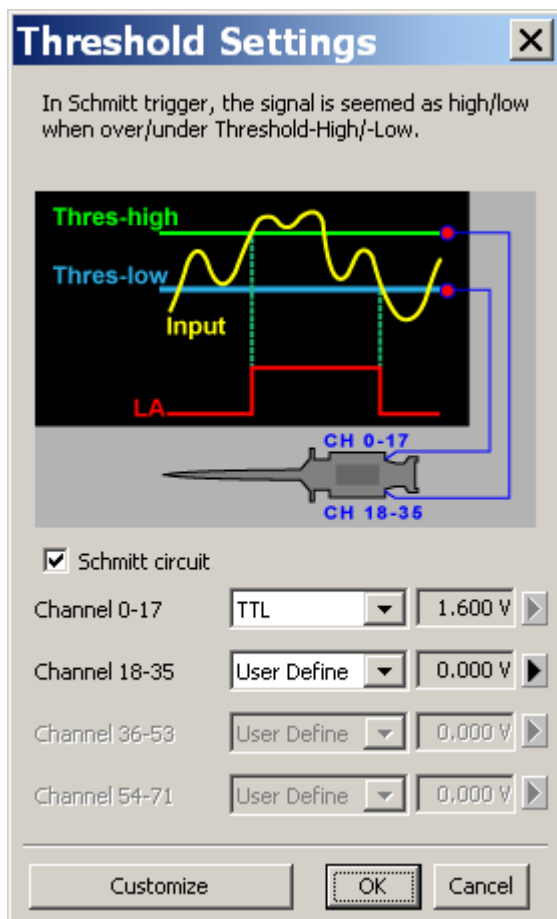 Threshold Settings
In Schmitt trigger, the signal is seemed as high/low
when over/under Threshold-High/-Low.
Thres-high
Thres-low
Input
LA
CH 0-17
CH 18-35
Schmitt circuit
Channel 0-17 TTL 1.600 V
Channel 18-35 User Define 0.000 V
Channel 36-53 User Define 0.000 V
Channel 54-71 User Define 0.000 V
Customize OK Cancel